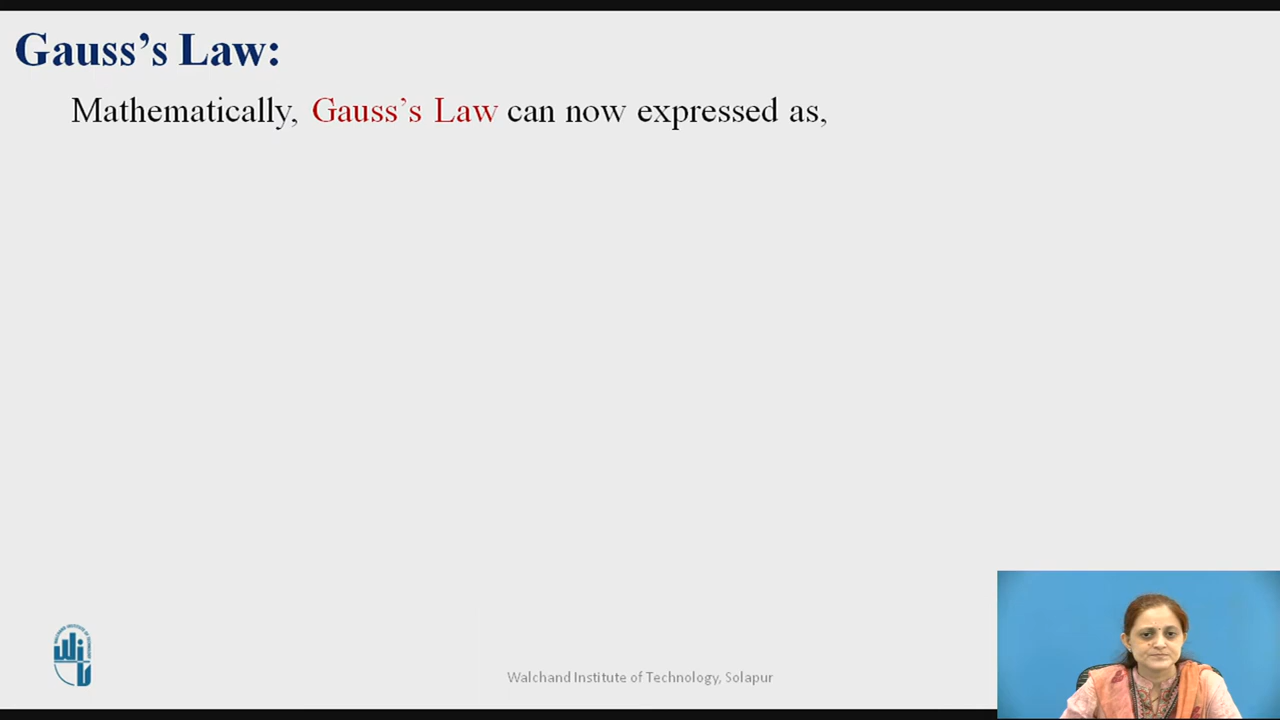 Gauss’s Law:
Mathematically, Gauss’s Law can now expressed as,
Walchand Institute of Technology, Solapur